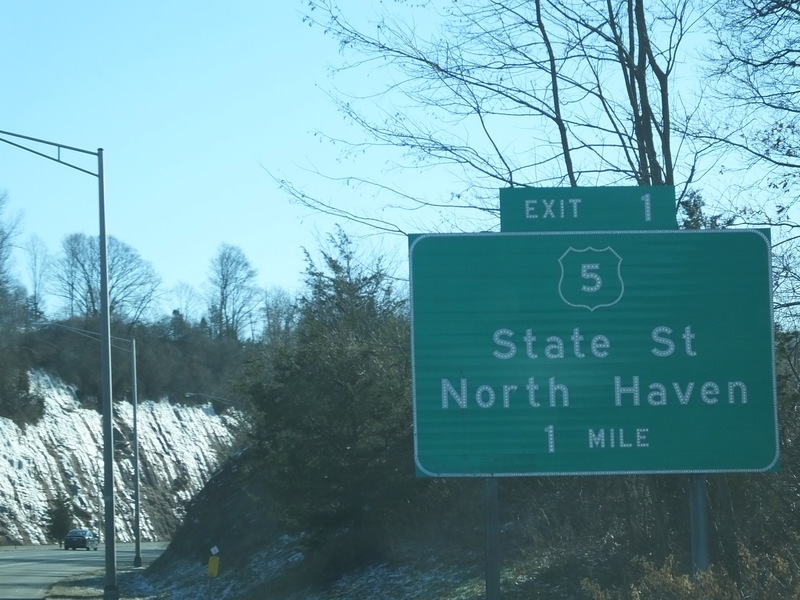 EXIT 1
5
State St
North Haven
1 MILE